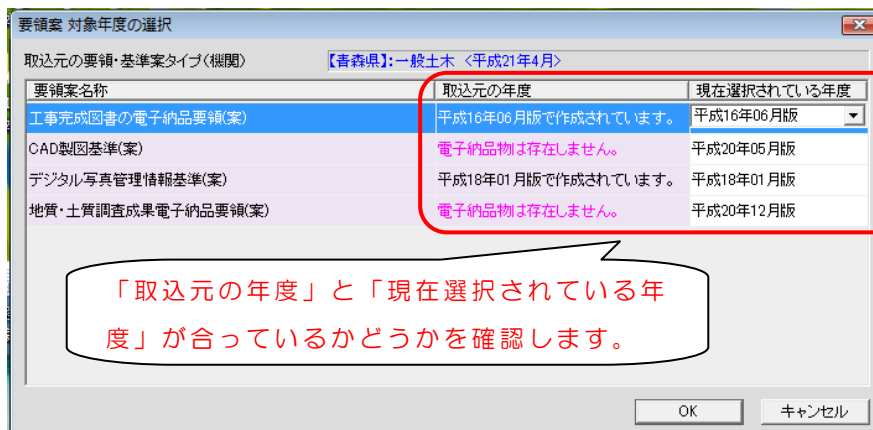 要領案 対象年度の選択
取込元の要領・基準案タイプ(機関) 【青森県】:一般土木 <平成21年4月>
要領案名称 取込元の年度 現在選択されている年度
工事完成図書の電子納品要領(案) 平成16年06月版で作成されています。 平成16年06月版
CAD製図基準(案) 電子納品物は存在しません。 平成20年05月版
デジタル写真管理情報基準(案) 平成18年01月版で作成されています。 平成18年01月版
地質・土質調査成果電子納品要領(案) 電子納品物は存在しません。 平成20年12月版
「取込元の年度」と「現在選択されている年
度」が合っているかどうかを確認します。
OK キャンセル